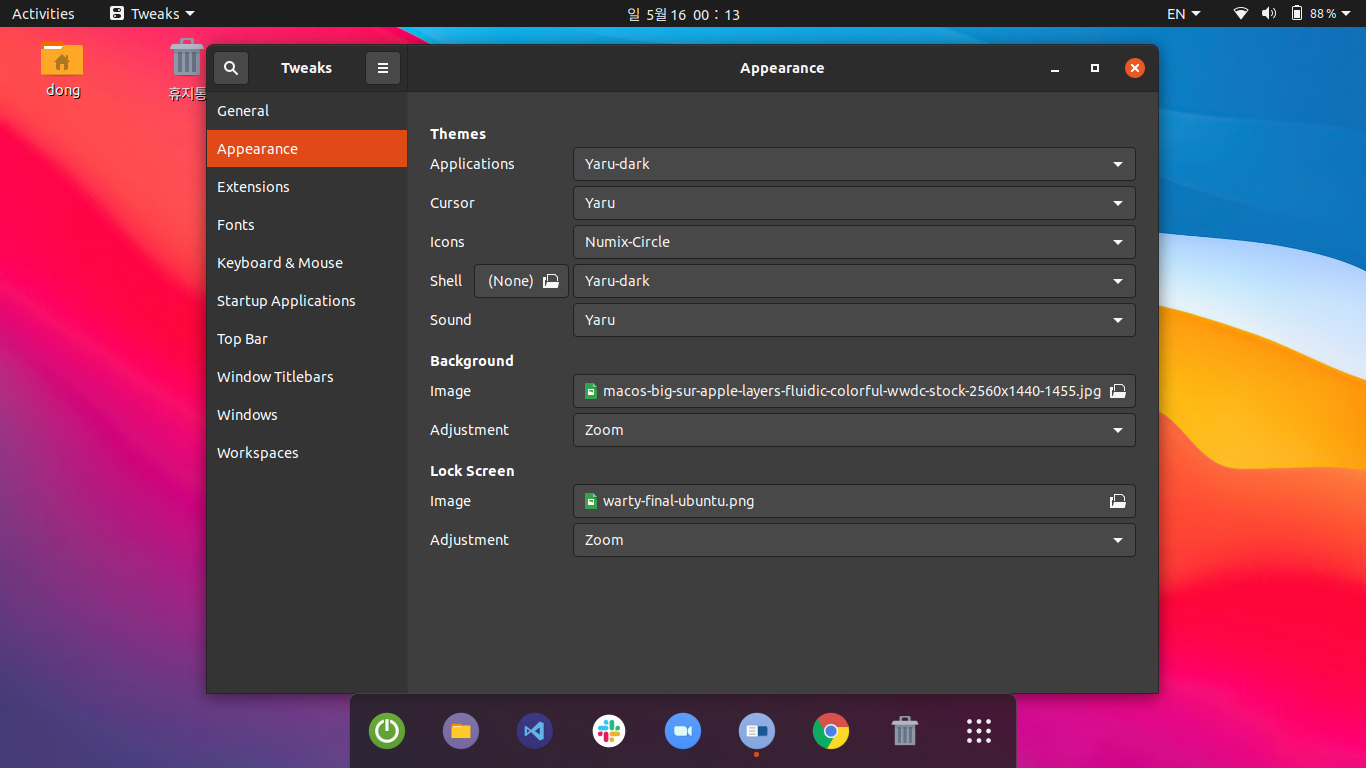 Activities Tweaks 일 5월 16 00 : 13 EN 88 %
dong
휴지통
Tweaks Appearance
General
Appearance
Extensions
Fonts
Keyboard & Mouse
Startup Applications
Top Bar
Window Titlebars
Windows
Workspaces
Themes
Applications Yaru-dark
Cursor Yaru
Icons Numix-Circle
Shell (None) Yaru-dark
Sound Yaru
Background
Image macos-big-sur-apple-layers-fluidic-colorful-wwdc-stock-2560x1440-1455.jpg
Adjustment Zoom
Lock Screen
Image warty-final-ubuntu.png
Adjustment Zoom